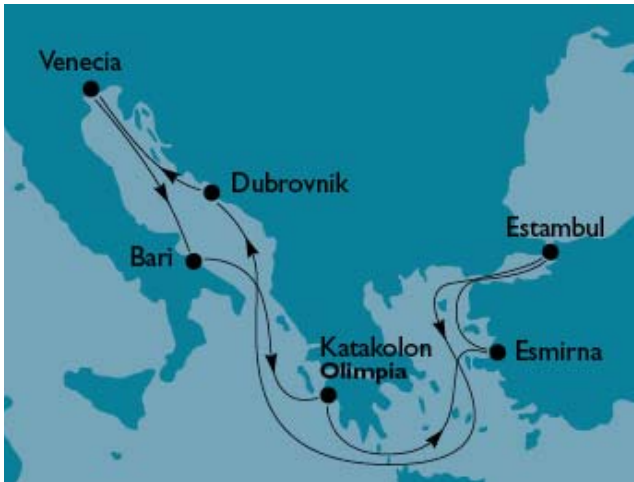 Venecia
Dubrovnik
Estambul
Bari
Katakolon
Olimpia
Esmirna